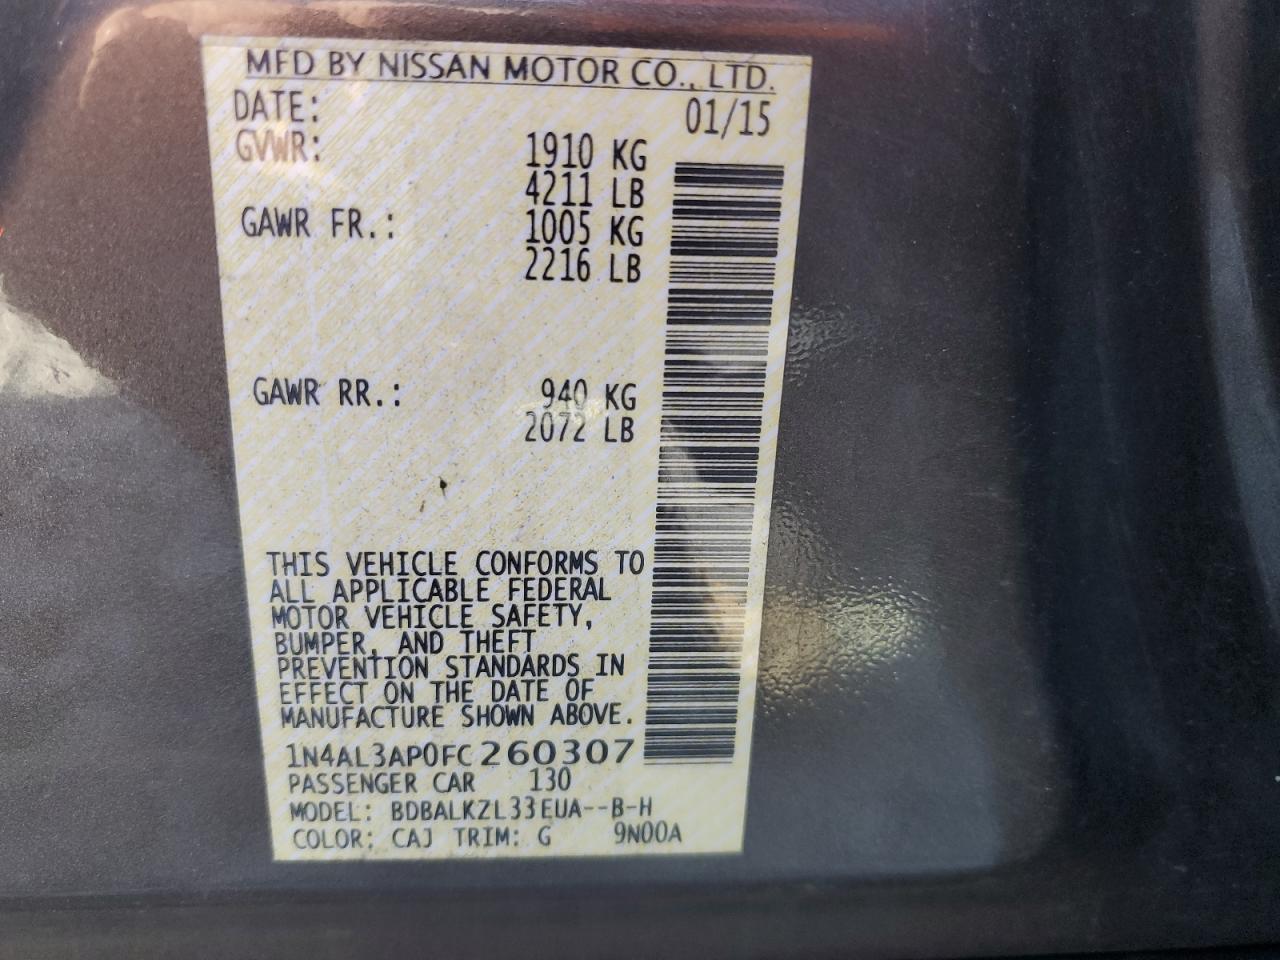 MFD BY NISSAN MOTOR CO., LTD.
DATE: 01/15
GVWR: 1910 KG
4211 LB
GAWR FR.: 1005 KG
2216 LB
GAWR RR.: 940 KG
2072 LB
THIS VEHICLE CONFORMS TO
ALL APPLICABLE FEDERAL
MOTOR VEHICLE SAFETY,
BUMPER, AND THEFT
PREVENTION STANDARDS IN
EFFECT ON THE DATE OF
MANUFACTURE SHOWN ABOVE.
1N4AL3AP0FC260307
PASSENGER CAR 130
MODEL: BDBALKZL33EUA--B-H
COLOR: CAJ TRIM: G 9N00A